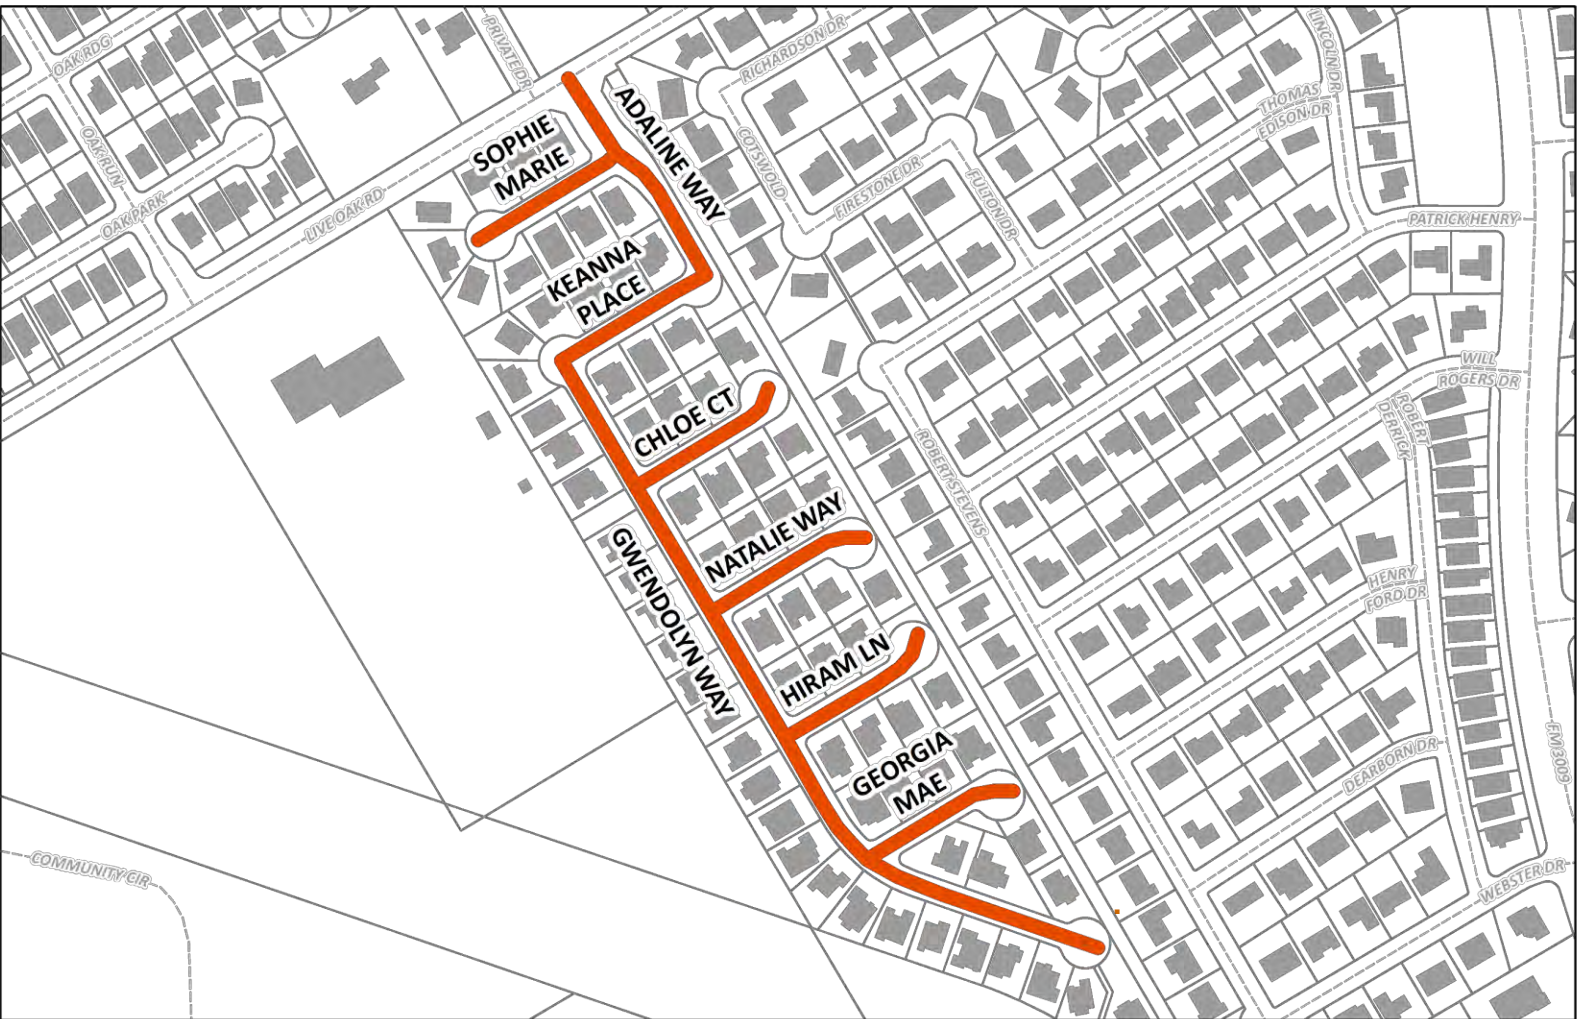 OAK RDG
PRIVATE DR
RICHARDSON DR
LINCOLN DR
THOMAS
EDISON DR
OAK RUN
SOPHIE
MARIE
ADALINE WAY
COTSWOLD
FIRESTONE DR
FULTON DR
OAK PARK
LIVE OAK RD
PATRICK HENRY
KEANNA
PLACE
WILL
ROGERS DR
CHLOE CT
ROBERT
DERRICK
ROBERT STEVENS
NATALIE WAY
GWENDOLYN WAY
HENRY
FORD DR
HIRAM LN
GEORGIA
MAE
DEARBORN DR
FM 3009
COMMUNITY CIR
WEBSTER DR